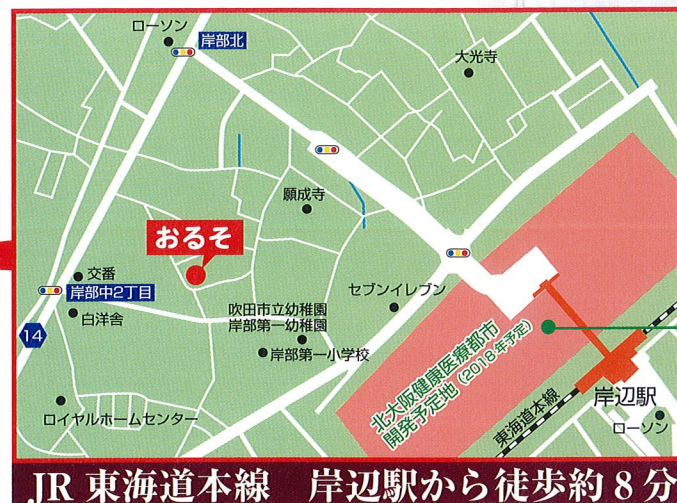 ローソン
岸部北
大光寺
願成寺
おるそ
交番
岸部中2丁目
白洋舎
14
吹田市立幼稚園
岸部第一幼稚園
岸部第一小学校
セブンイレブン
北大阪健康医療都市
開発予定地（2018年予定）
東海道本線
岸辺駅
ローソン
ロイヤルホームセンター
JR 東海道本線　岸辺駅から徒歩約 8 分